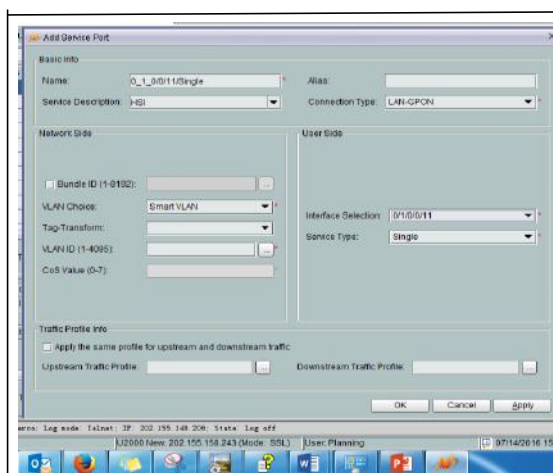 Add Service Port
Basic Info
Name: 0_1_0/0/11/Single * Alias:
Service Description: HSI Connection Type: LAN-GPON *
Network Side User Side
Bundle ID (1-8192): ...
VLAN Choice: Smart VLAN * Interface Selection: 0/1/0/0/11 *
Tag-Transform: Service Type: Single *
VLAN ID (1-4095): ... *
CoS Value (0-7): *
Traffic Profile Info
Apply the same profile for upstream and downstream traffic
Upstream Traffic Profile: ... Downstream Traffic Profile: ...
OK Cancel Apply
Log mode: Telnet; IP: 202.155.148.208; State: Log off
U2000 New: 202.155.158.243 (Mode: SSL) User: Planning 07/14/2016 15